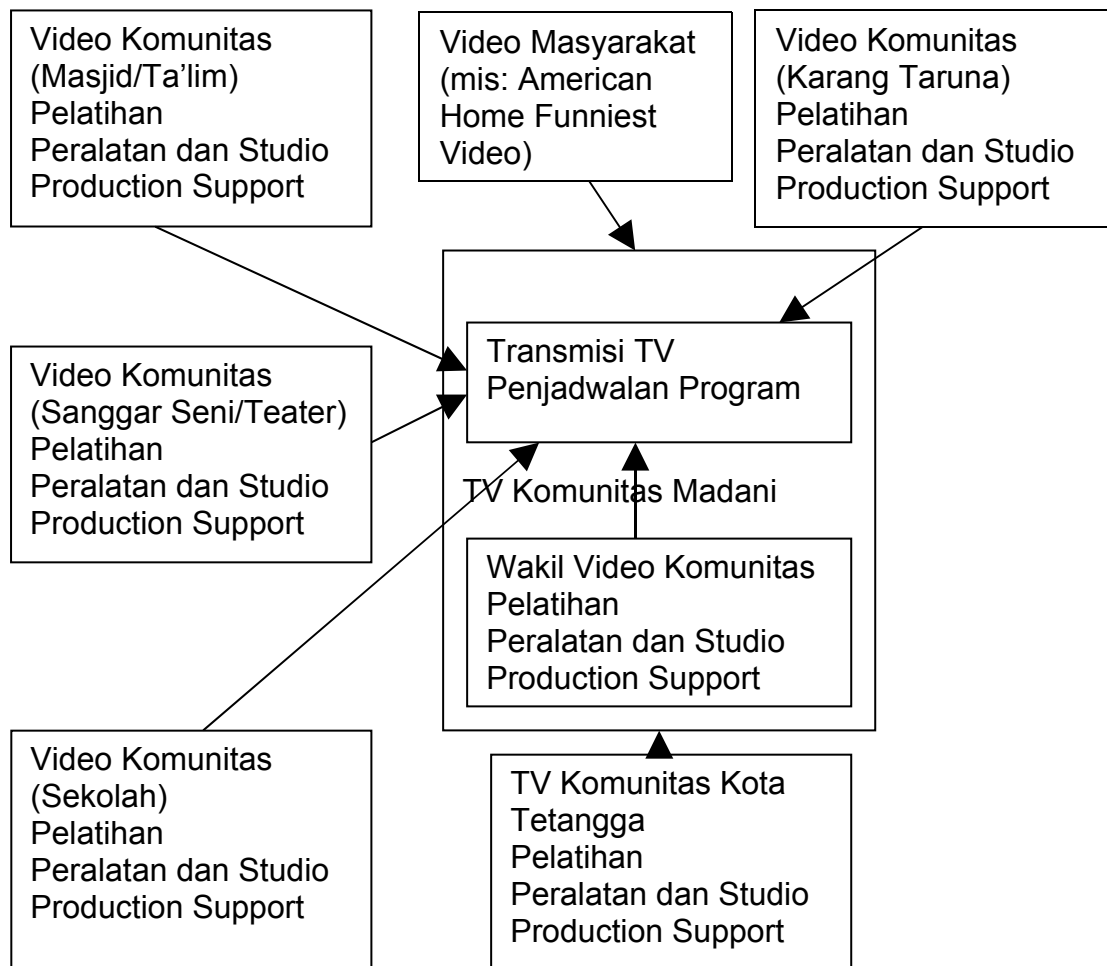 Video Komunitas
(Masjid/Ta’lim)
Pelatihan
Peralatan dan Studio
Production Support
Video Masyarakat
(mis: American
Home Funniest
Video)
Video Komunitas
(Karang Taruna)
Pelatihan
Peralatan dan Studio
Production Support
Transmisi TV
Penjadwalan Program
Video Komunitas
(Sanggar Seni/Teater)
Pelatihan
Peralatan dan Studio
Production Support
TV Komunitas Madani
Wakil Video Komunitas
Pelatihan
Peralatan dan Studio
Production Support
Video Komunitas
(Sekolah)
Pelatihan
Peralatan dan Studio
Production Support
TV Komunitas Kota
Tetangga
Pelatihan
Peralatan dan Studio
Production Support